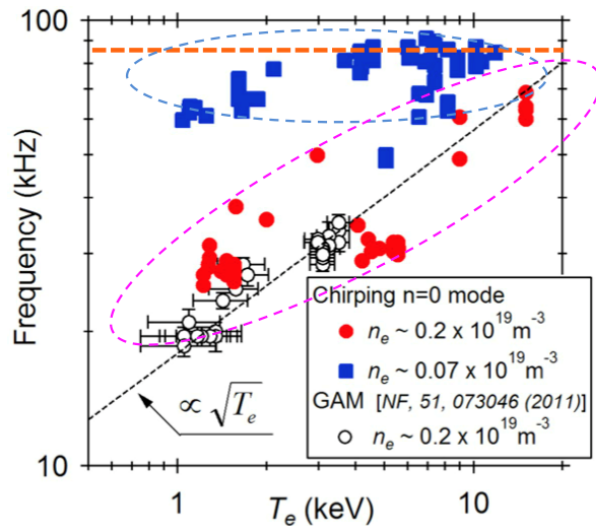 100
Frequency (kHz)
10
∝ √T_e
Chirping n=0 mode
n_e ~ 0.2 x 10^19 m^-3
n_e ~ 0.07 x 10^19 m^-3
GAM [NF, 51, 073046 (2011)]
n_e ~ 0.2 x 10^19 m^-3
1
10
T_e (keV)